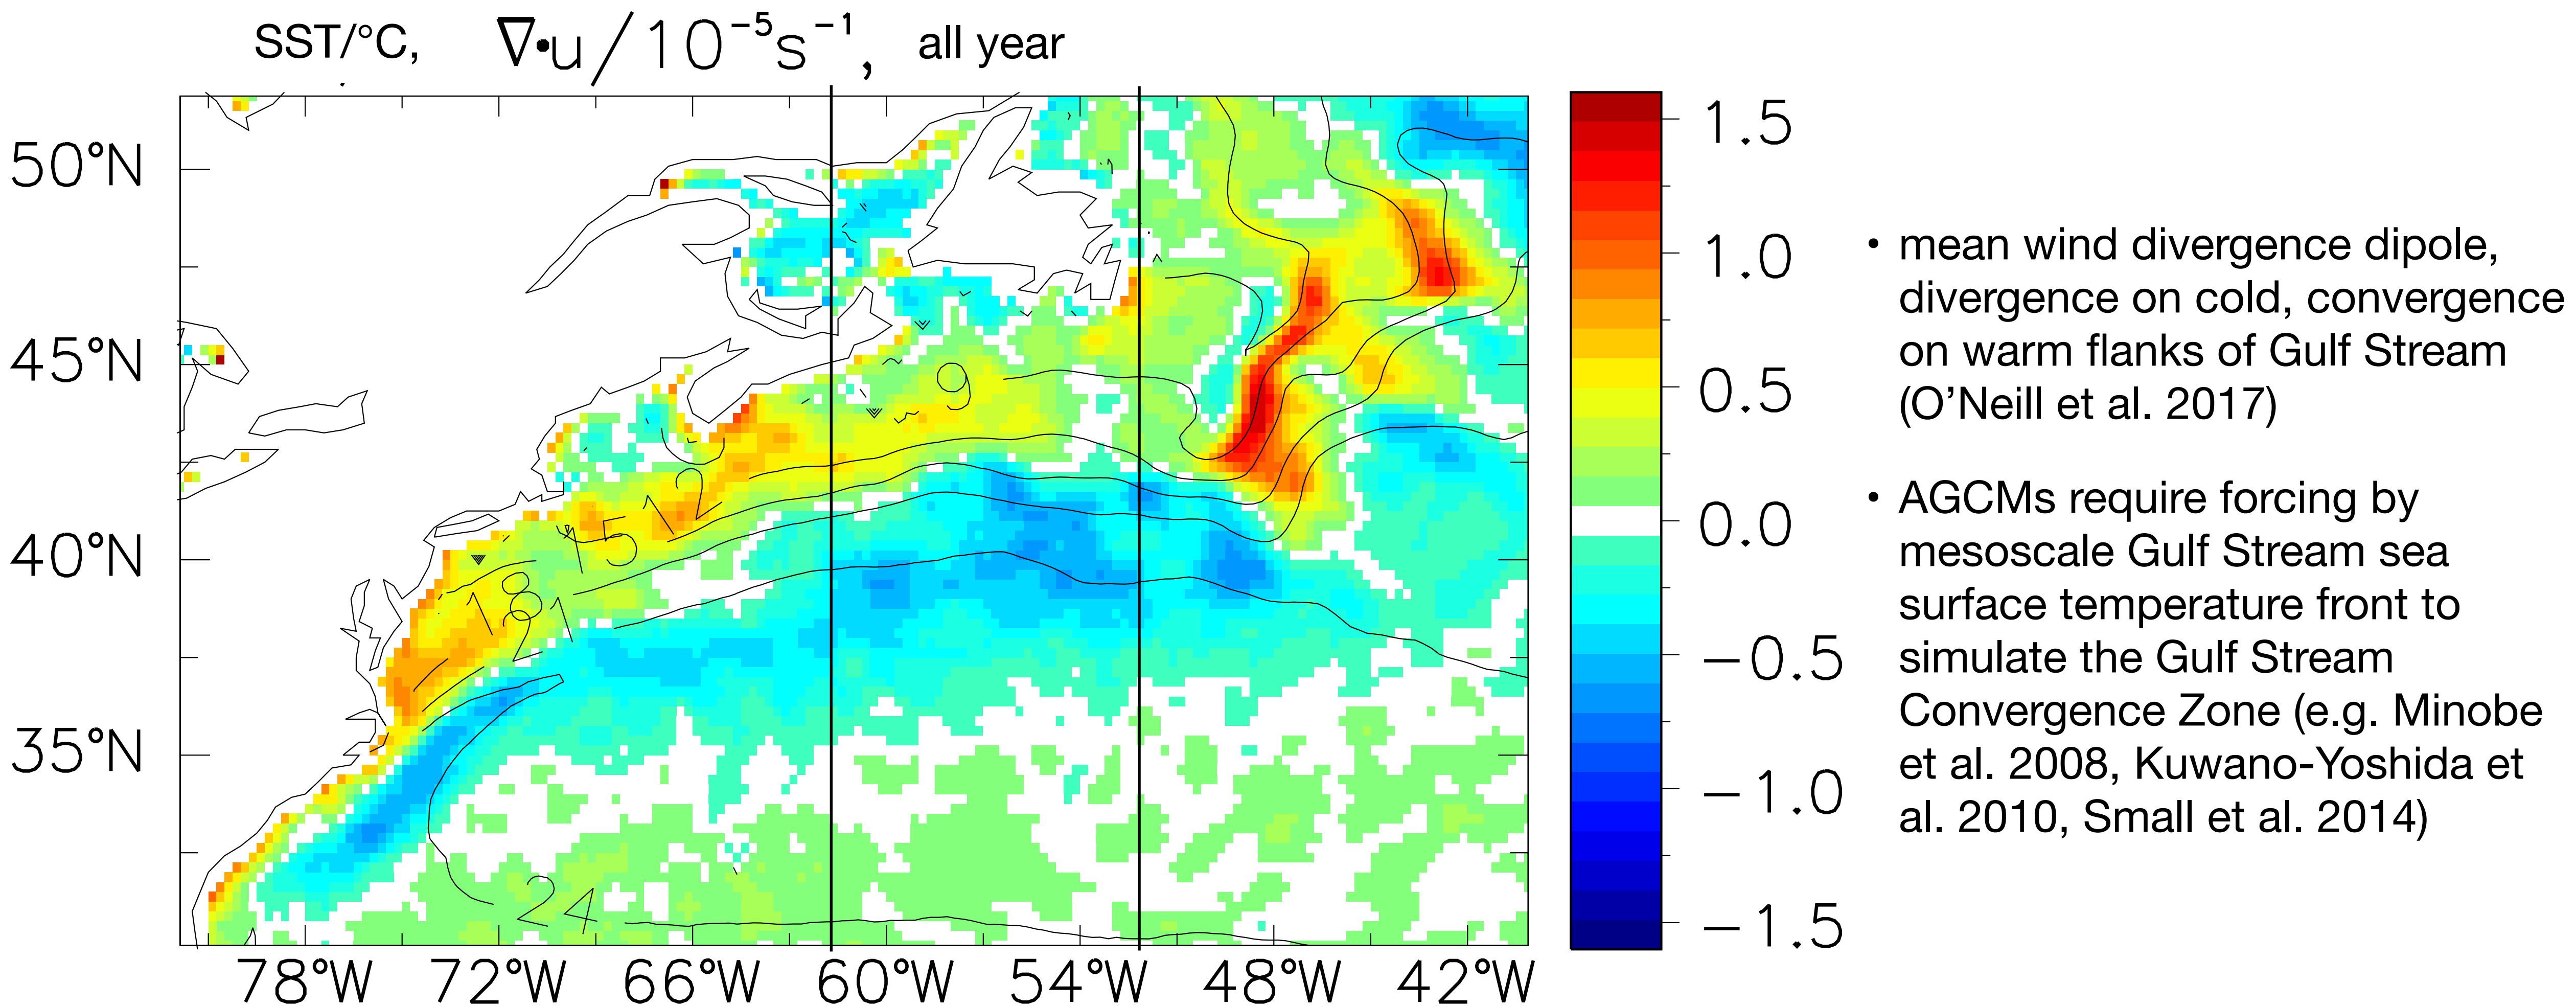 SST/°C, ∇•u/10⁻⁵s⁻¹, all year
50°N
45°N
40°N
35°N
78°W 72°W 66°W 60°W 54°W 48°W 42°W
9
12
15
18
21
24
1.5
1.0
0.5
0.0
−0.5
−1.0
−1.5
• mean wind divergence dipole,
divergence on cold, convergence
on warm flanks of Gulf Stream
(O’Neill et al. 2017)
• AGCMs require forcing by
mesoscale Gulf Stream sea
surface temperature front to
simulate the Gulf Stream
Convergence Zone (e.g. Minobe
et al. 2008, Kuwano-Yoshida et
al. 2010, Small et al. 2014)